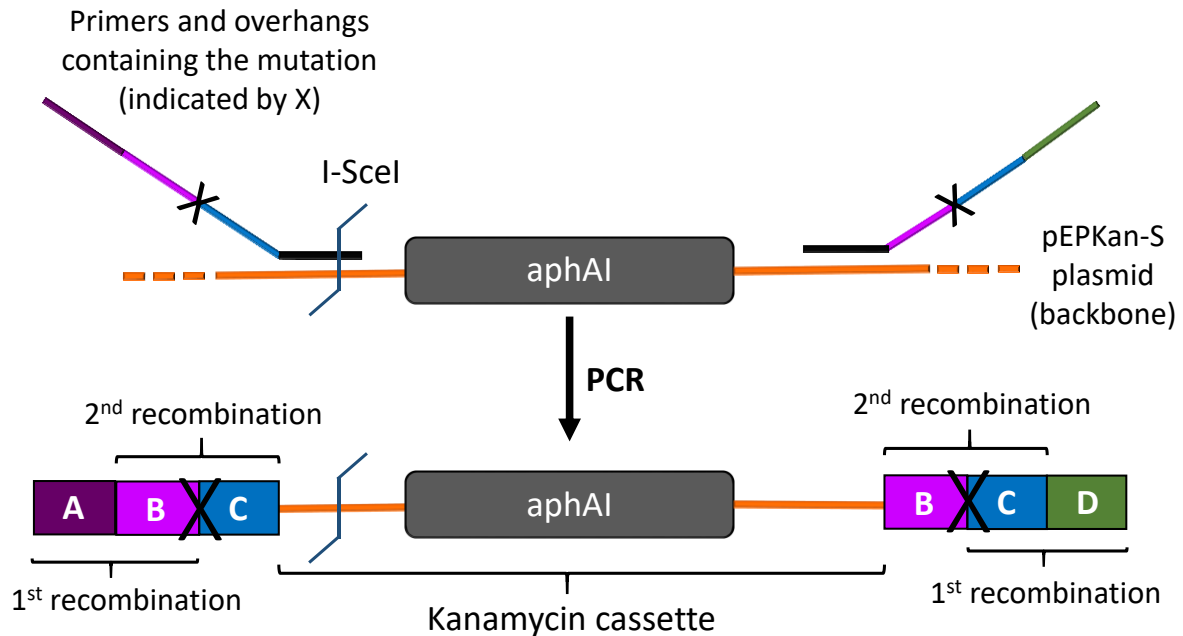 Primers and overhangs
containing the mutation
(indicated by X)
I-SceI
aphAI
pEPKan-S
plasmid
(backbone)
PCR
2nd recombination
2nd recombination
A B C
aphAI
B C D
1st recombination
Kanamycin cassette
1st recombination